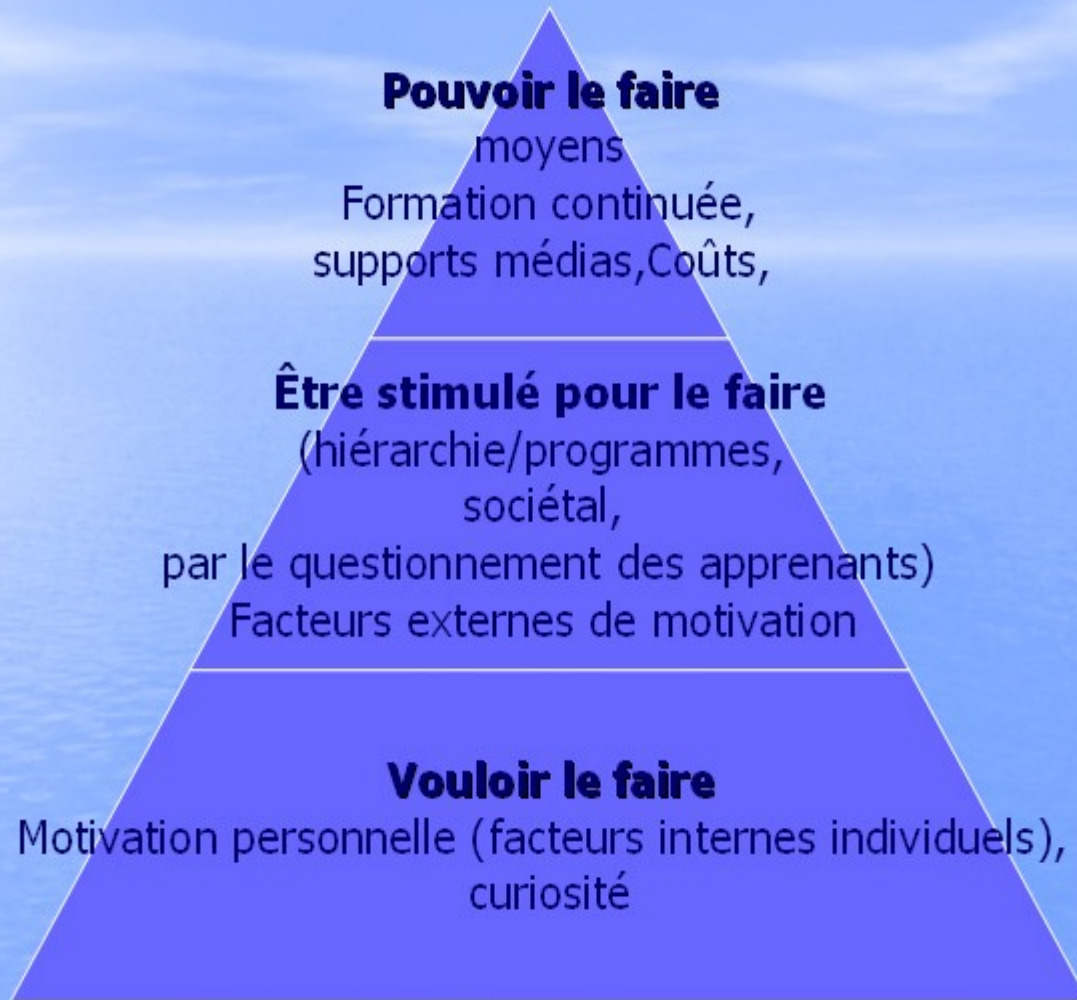 Pouvoir le faire
moyens
Formation continuée,
supports médias,Coûts,
Être stimulé pour le faire
(hiérarchie/programmes,
sociétal,
par le questionnement des apprenants)
Facteurs externes de motivation
Vouloir le faire
Motivation personnelle (facteurs internes individuels),
curiosité